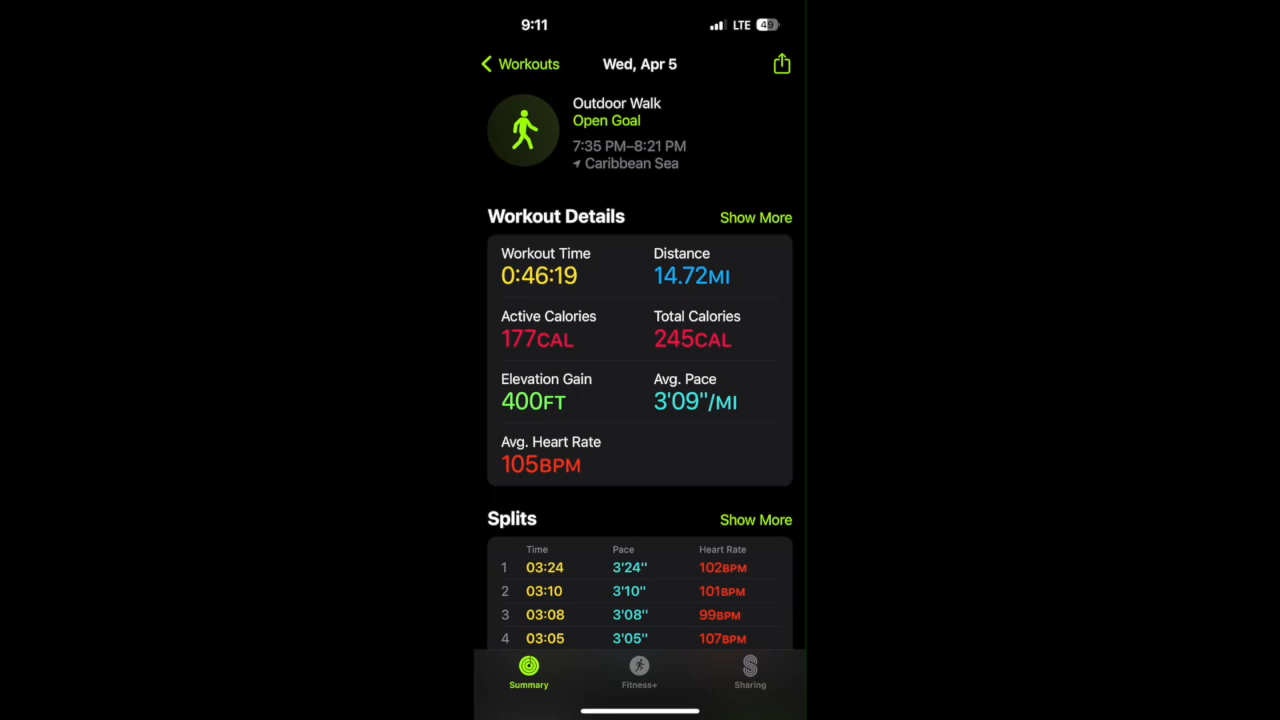 9:11 LTE 49
Workouts Wed, Apr 5
Outdoor Walk
Open Goal
7:35 PM–8:21 PM
Caribbean Sea
Workout Details Show More
Workout Time Distance
0:46:19 14.72MI
Active Calories Total Calories
177CAL 245CAL
Elevation Gain Avg. Pace
400FT 3'09"/MI
Avg. Heart Rate
105BPM
Splits Show More
Time Pace Heart Rate
1 03:24 3'24" 102BPM
2 03:10 3'10" 101BPM
3 03:08 3'08" 99BPM
4 03:05 3'05" 107BPM
Summary Fitness+ Sharing